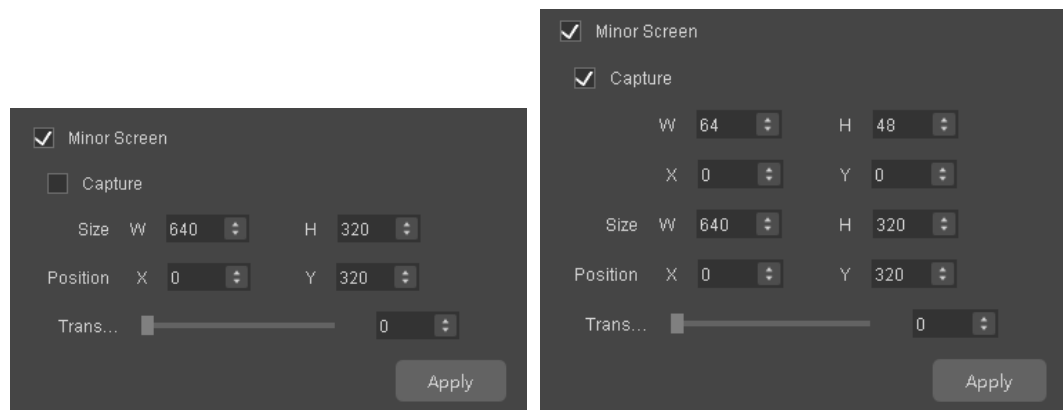 Minor Screen
Capture
Size W 640 H 320
Position X 0 Y 320
Trans... 0
Apply
Minor Screen
Capture
W 64 H 48
X 0 Y 0
Size W 640 H 320
Position X 0 Y 320
Trans... 0
Apply